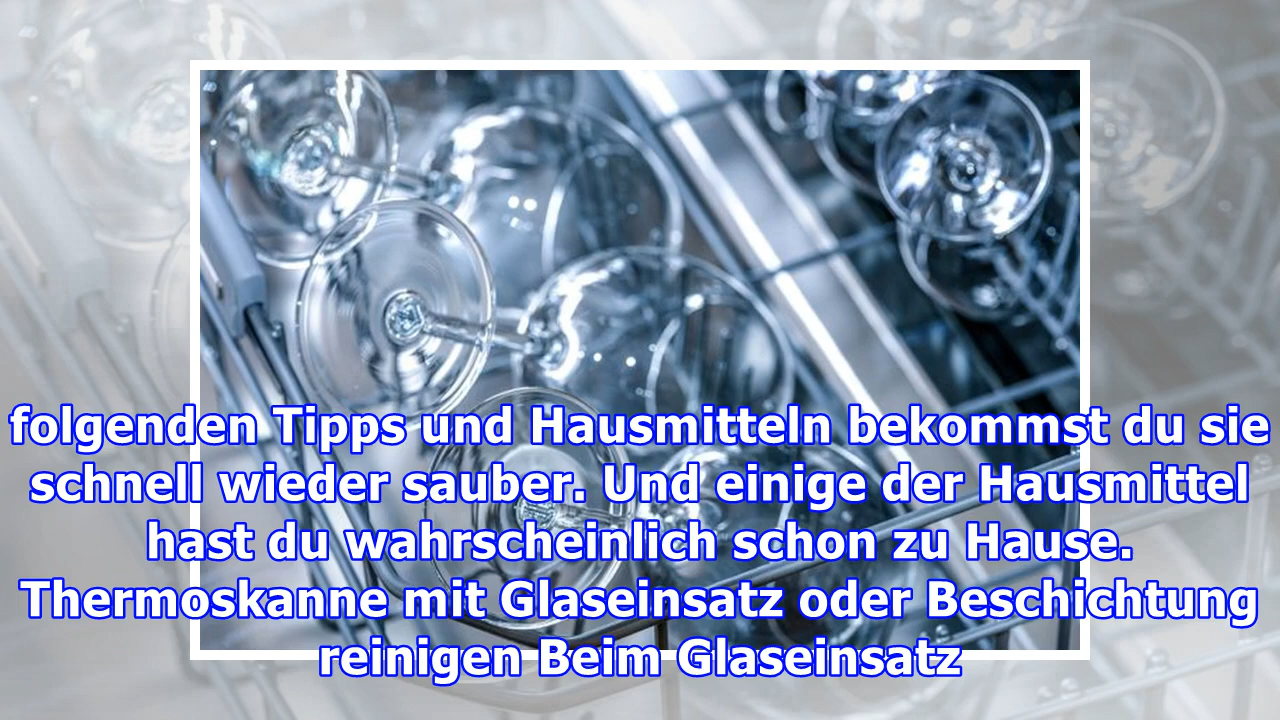 folgenden Tipps und Hausmitteln bekommst du sie
schnell wieder sauber. Und einige der Hausmittel
hast du wahrscheinlich schon zu Hause.
Thermoskanne mit Glaseinsatz oder Beschichtung
reinigen Beim Glaseinsatz